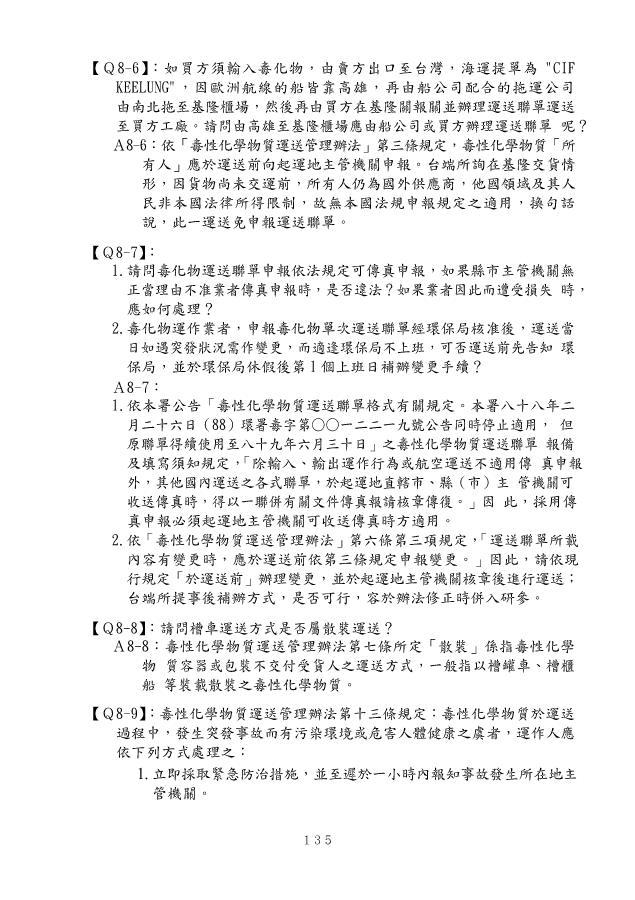 【Q8-6】：如買方須輸入毒化物，由賣方出口至台灣，海運提單為 "CIF
KEELUNG"，因歐洲航線的船皆靠高雄，再由船公司配合的拖運公司
由南北拖至基隆櫃場，然後再由買方在基隆關報關並辦理運送聯單運送
至買方工廠。請問由高雄至基隆櫃場應由船公司或買方辦理運送聯單 呢？
A8-6：依「毒性化學物質運送管理辦法」第三條規定，毒性化學物質「所
有人」應於運送前向起運地主管機關申報。台端所詢在基隆交貨情
形，因貨物尚未交運前，所有人仍為國外供應商，他國領域及其人
民非本國法律所得限制，故無本國法規申報規定之適用，換句話
說，此一運送免申報運送聯單。
【Q8-7】：
1.請問毒化物運送聯單申報依法規定可傳真申報，如果縣市主管機關無
正當理由不准業者傳真申報時，是否違法？如果業者因此而遭受損失 時，
應如何處理？
2.毒化物運作業者，申報毒化物單次運送聯單經環保局核准後，運送當
日如遇突發狀況需作變更，而適逢環保局不上班，可否運送前先告知 環
保局，並於環保局休假後第1個上班日補辦變更手續？
A8-7：
1.依本署公告「毒性化學物質運送聯單格式有關規定。本署八十八年二
月二十六日（88）環署毒字第○○一二二一九號公告同時停止適用， 但
原聯單得續使用至八十九年六月三十日」之毒性化學物質運送聯單 報備
及填寫須知規定，「除輸入、輸出運作行為或航空運送不適用傳 真申報
外，其他國內運送之各式聯單，於起運地直轄市、縣（市）主 管機關可
收送傳真時，得以一聯併有關文件傳真報請核章傳復。」因 此，採用傳
真申報必須起運地主管機關可收送傳真時方適用。
2.依「毒性化學物質運送管理辦法」第六條第三項規定，「運送聯單所載
內容有變更時，應於運送前依第三條規定申報變更。」因此，請依現
行規定「於運送前」辦理變更，並於起運地主管機關核章後進行運送；
台端所提事後補辦方式，是否可行，容於辦法修正時併入研參。
【Q8-8】：請問槽車運送方式是否屬散裝運送？
A8-8：毒性化學物質運送管理辦法第七條所定「散裝」係指毒性化學
物 質容器或包裝不交付受貨人之運送方式，一般指以槽罐車、槽櫃
船 等裝載散裝之毒性化學物質。
【Q8-9】：毒性化學物質運送管理辦法第十三條規定：毒性化學物質於運送
過程中，發生突發事故而有污染環境或危害人體健康之虞者，運作人應
依下列方式處理之：
1.立即採取緊急防治措施，並至遲於一小時內報知事故發生所在地主
管機關。
135